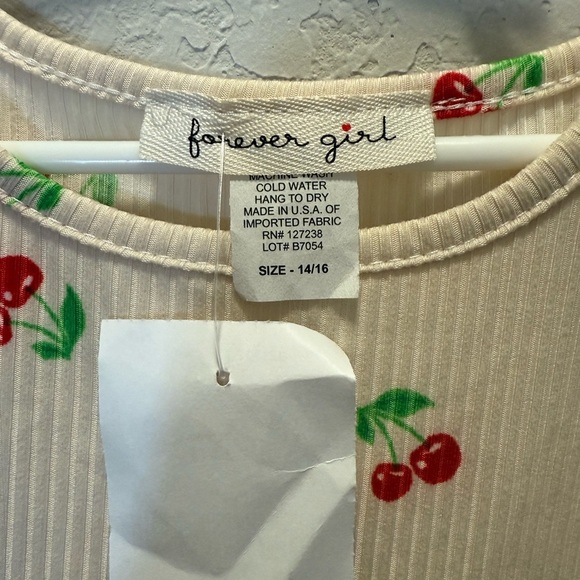 forever girl
MACHINE WASH
COLD WATER
HANG TO DRY
MADE IN U.S.A. OF
IMPORTED FABRIC
RN# 127238
LOT# B7054
SIZE - 14/16